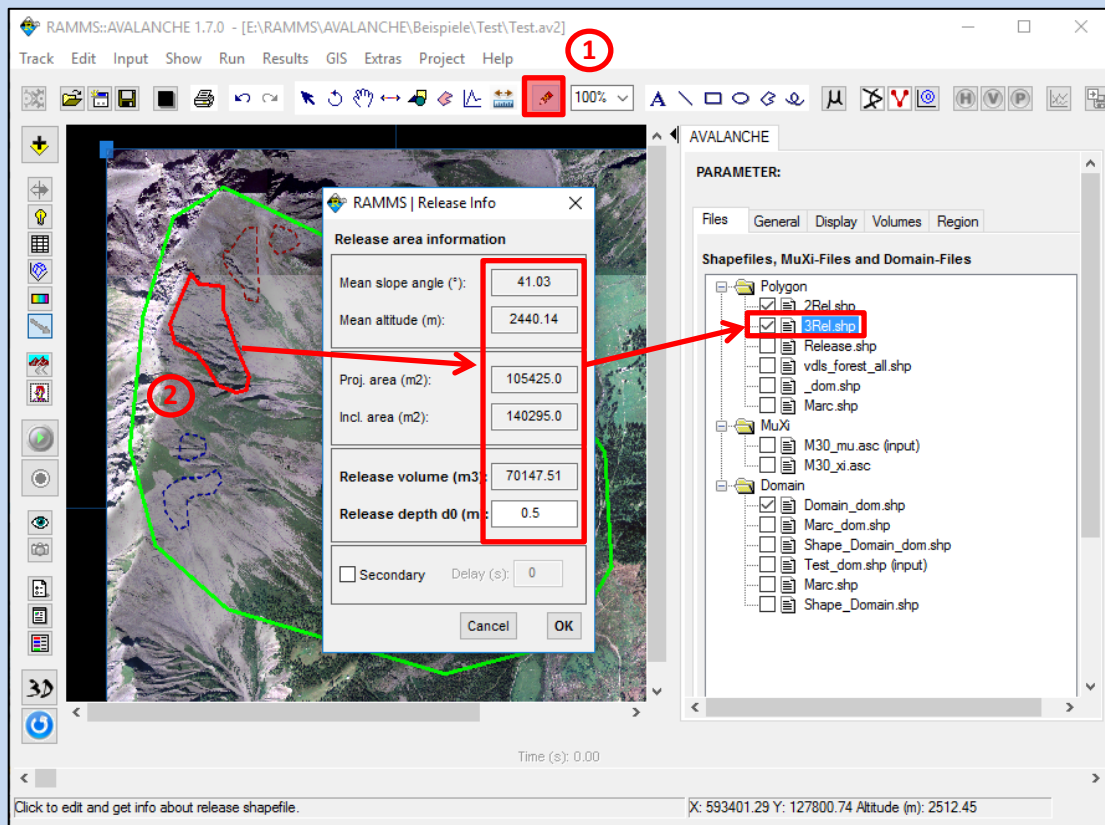 RAMMS::AVALANCHE 1.7.0 - [E:\RAMMS\AVALANCHE\Beispiele\Test\Test.av2]
1
Track Edit Input Show Run Results GIS Extras Project Help
100%
A
μ
H V P
AVALANCHE
PARAMETER:
Files General Display Volumes Region
Shapefiles, MuXi-Files and Domain-Files
Polygon
2Rel.shp
3Rel.shp
Release.shp
vdls_forest_all.shp
_dom.shp
Marc.shp
MuXi
M30_mu.asc (input)
M30_xi.asc
Domain
Domain_dom.shp
Marc_dom.shp
Shape_Domain_dom.shp
Test_dom.shp (input)
Marc.shp
Shape_Domain.shp
RAMMS | Release Info
Release area information
Mean slope angle (°): 41.03
Mean altitude (m): 2440.14
Proj. area (m2): 105425.0
Incl. area (m2): 140295.0
Release volume (m3): 70147.51
Release depth d0 (m): 0.5
Secondary Delay (s): 0
Cancel OK
2
3D
Time (s): 0.00
Click to edit and get info about release shapefile.
X: 593401.29 Y: 127800.74 Altitude (m): 2512.45